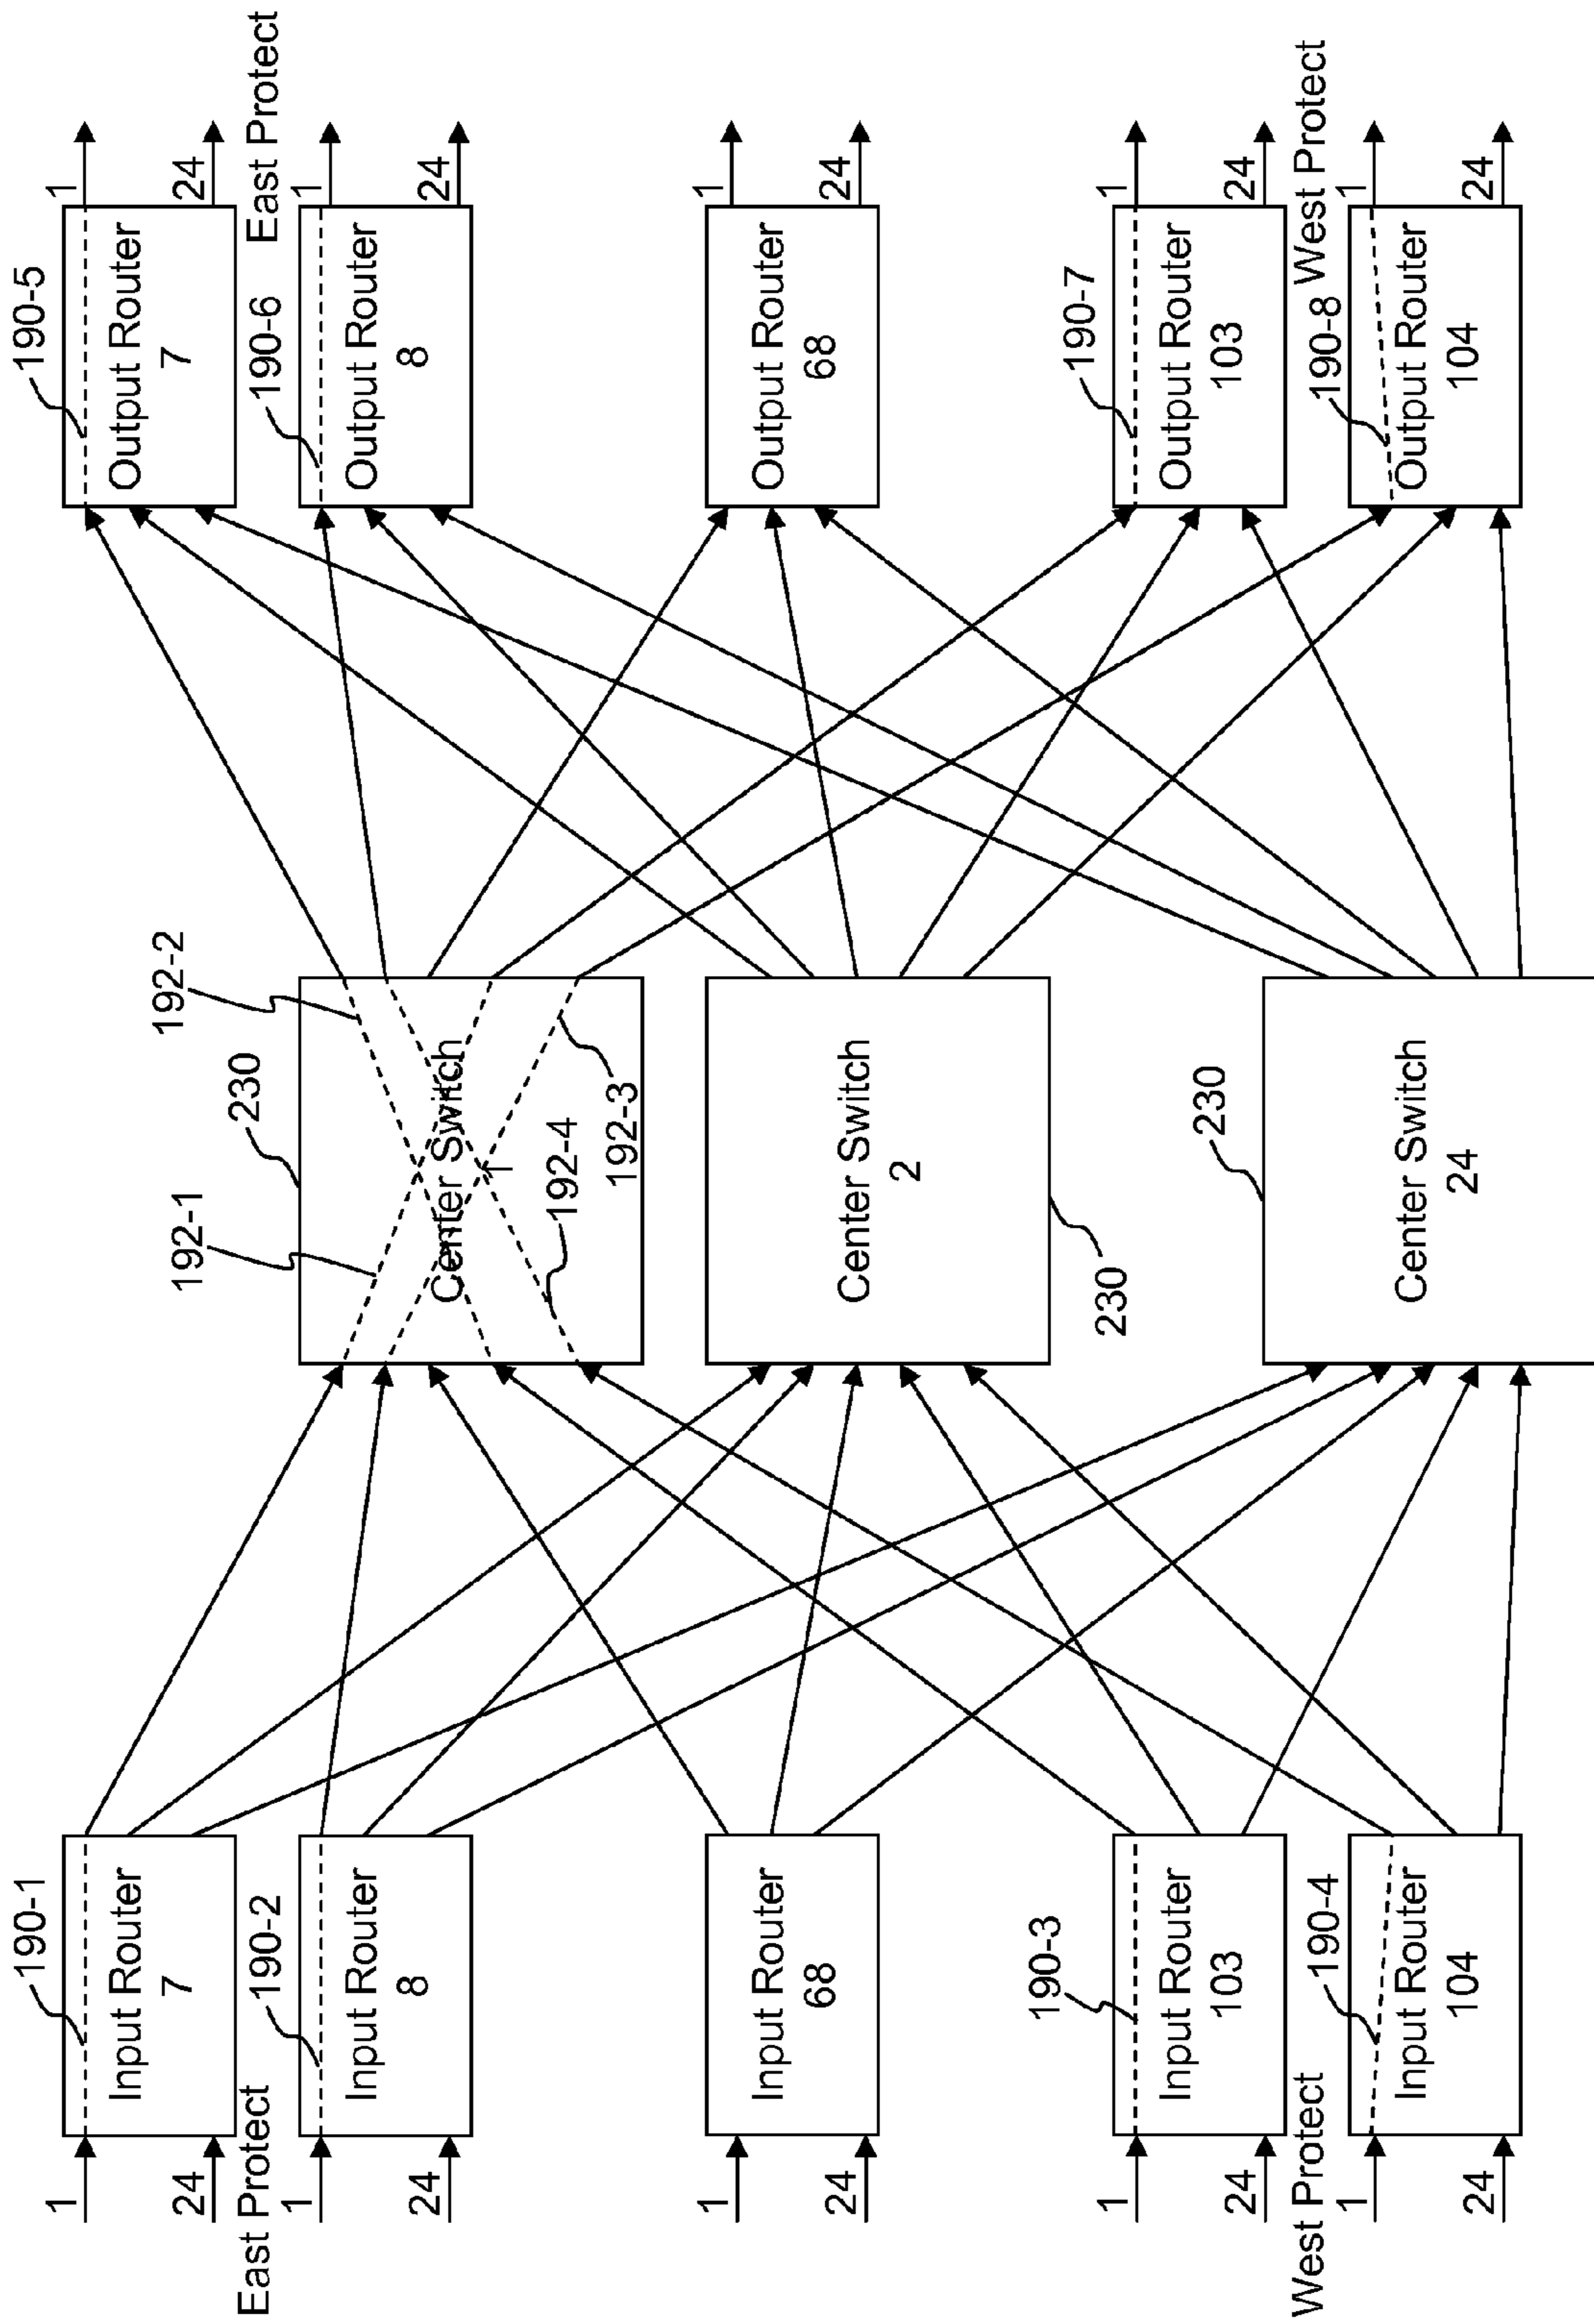 190-1
1
Input Router
7
24
East Protect
190-2
1
Input Router
8
24
1
Input Router
68
24
190-3
1
Input Router
103
24
West Protect
190-4
1
Input Router
104
24
192-1
230
192-2
Center Switch
1
192-4
192-3
Center Switch
2
230
230
Center Switch
24
190-5
1
Output Router
7
24
East Protect
190-6
1
Output Router
8
24
1
Output Router
68
24
190-7
1
Output Router
103
24
West Protect
190-8
1
Output Router
104
24